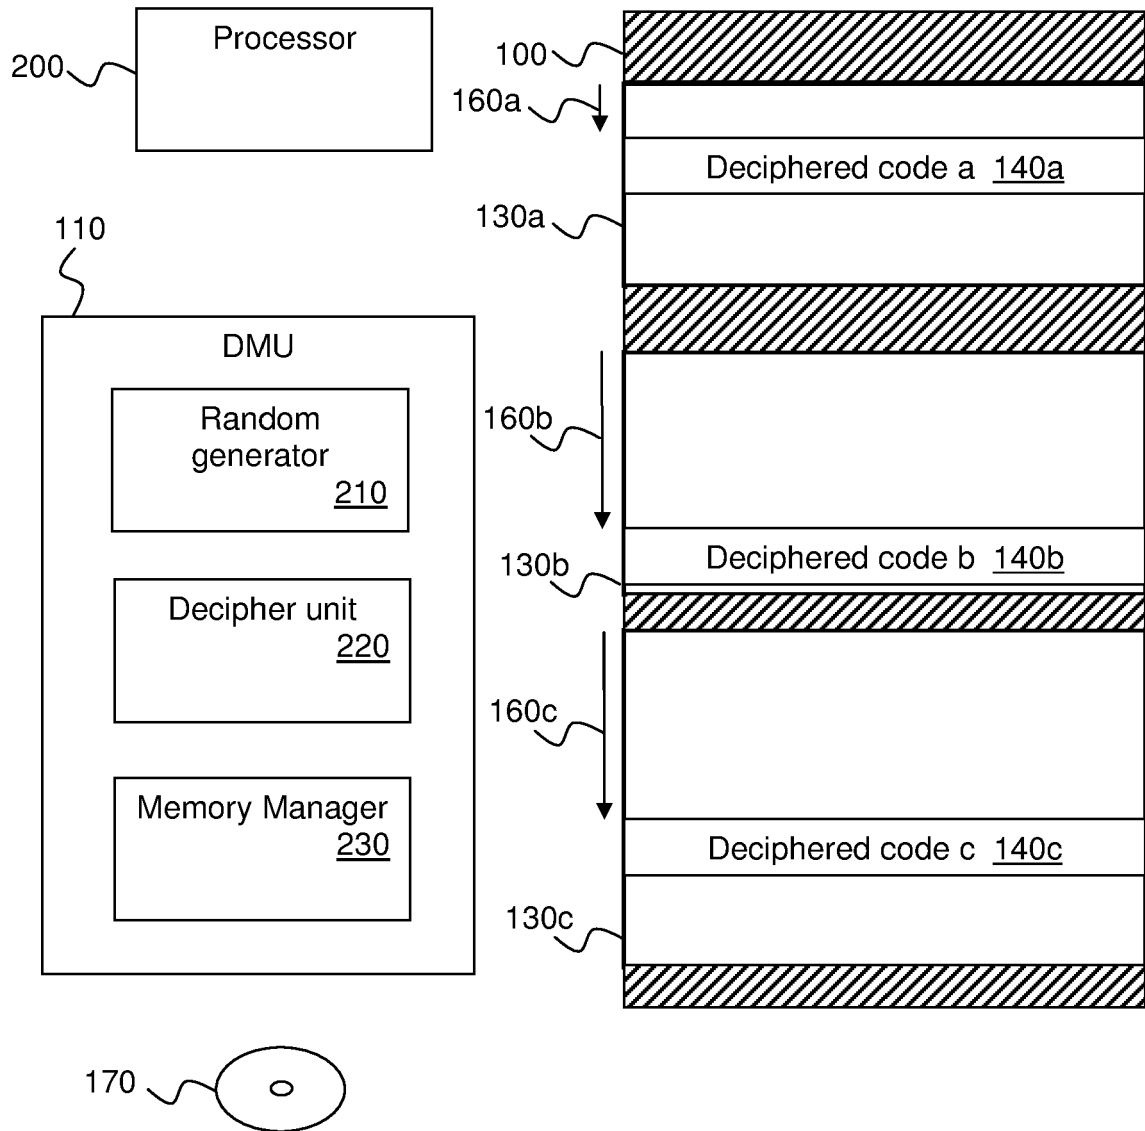 Processor
200
100
160a
Deciphered code a 140a
130a
110
DMU
Random
generator
210
160b
Deciphered code b 140b
130b
Decipher unit
220
160c
Memory Manager
230
Deciphered code c 140c
130c
170